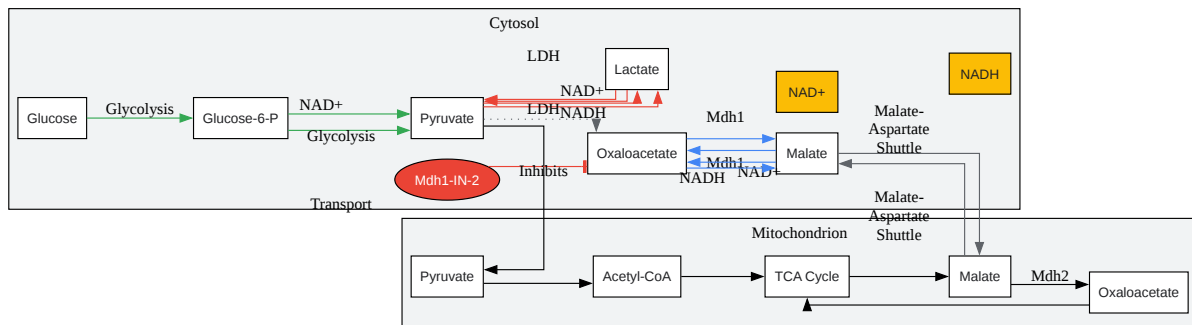 Cytosol
LDH
Lactate
NADH
NAD+
Glucose
Glycolysis
Glucose-6-P
NAD+
Glycolysis
Pyruvate
NAD+
LDH
NADH
Oxaloacetate
Mdh1
Mdh1
NADH
NAD+
Malate
Malate-
Aspartate
Shuttle
Mdh1-IN-2
Inhibits
Transport
Malate-
Aspartate
Shuttle
Mitochondrion
Pyruvate
Acetyl-CoA
TCA Cycle
Malate
Mdh2
Oxaloacetate